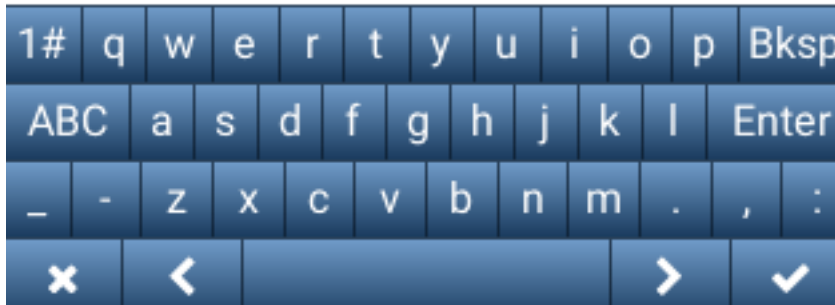 1# q w e r t y u i o p Bksp
ABC a s d f g h j k l Enter
_ - z x c v b n m . , :